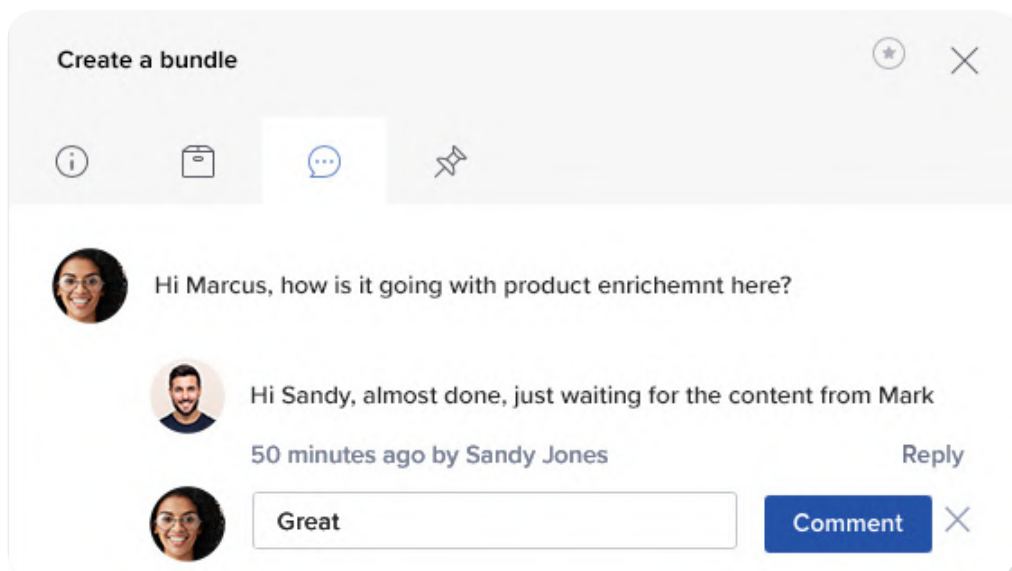 Create a bundle
Hi Marcus, how is it going with product enrichemnt here?
Hi Sandy, almost done, just waiting for the content from Mark
50 minutes ago by Sandy Jones Reply
Great Comment